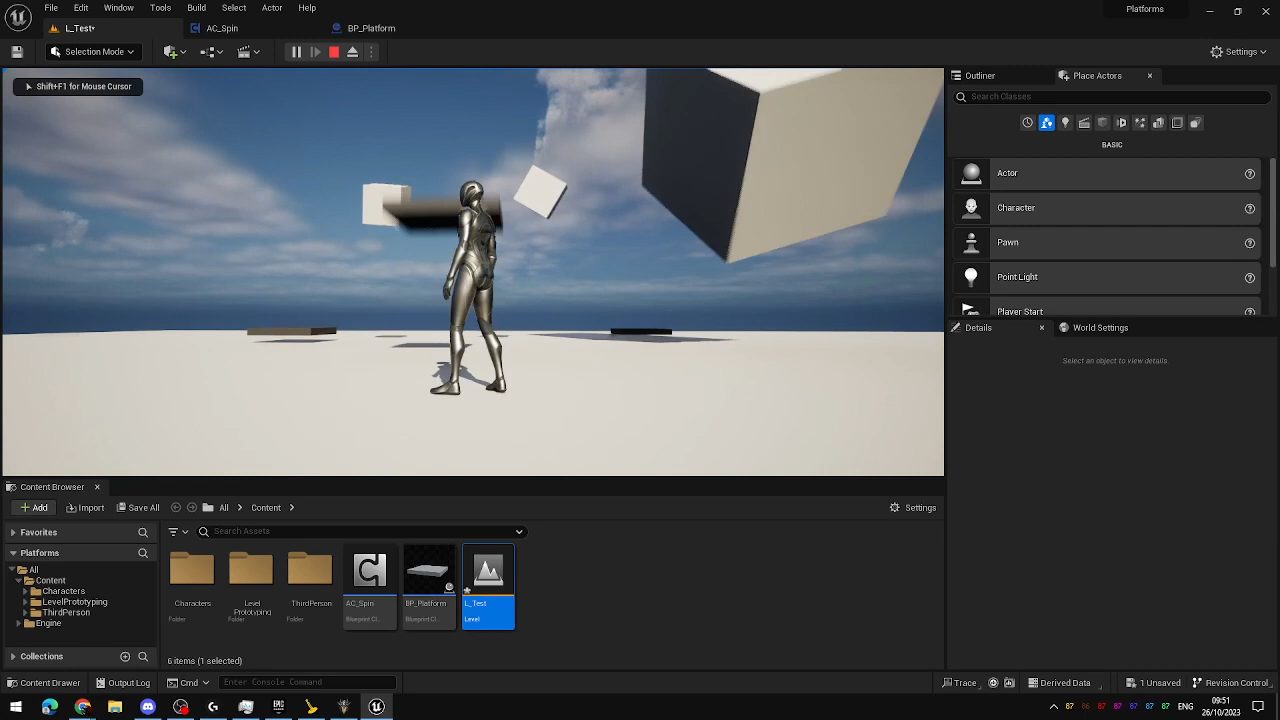 File Edit Window Tools Build Select Actor Help
Platforms
L_Test•
AC_Spin
BP_Platform
Selection Mode
Settings
Shift+F1 for Mouse Cursor
Outliner
Place Actors
Search Classes
BASIC
Actor
Character
Pawn
Point Light
Player Start
Details
World Settings
Select an object to view details.
Content Browser
Add
Import
Save All
All
Content
Settings
Favorites
Search Assets
Platforms
All
Content
Characters
LevelPrototyping
ThirdPerson
Engine
Collections
Characters
Folder
Level
Prototyping
Folder
ThirdPerson
Folder
AC_Spin
Blueprint Cl...
BP_Platform
Blueprint Cl...
L_Test
Level
6 items (1 selected)
Content Drawer
Output Log
Cmd
Enter Console Command
Trace
Derived Data
1 Unsaved
Revision Control
09:51
26/10/2023